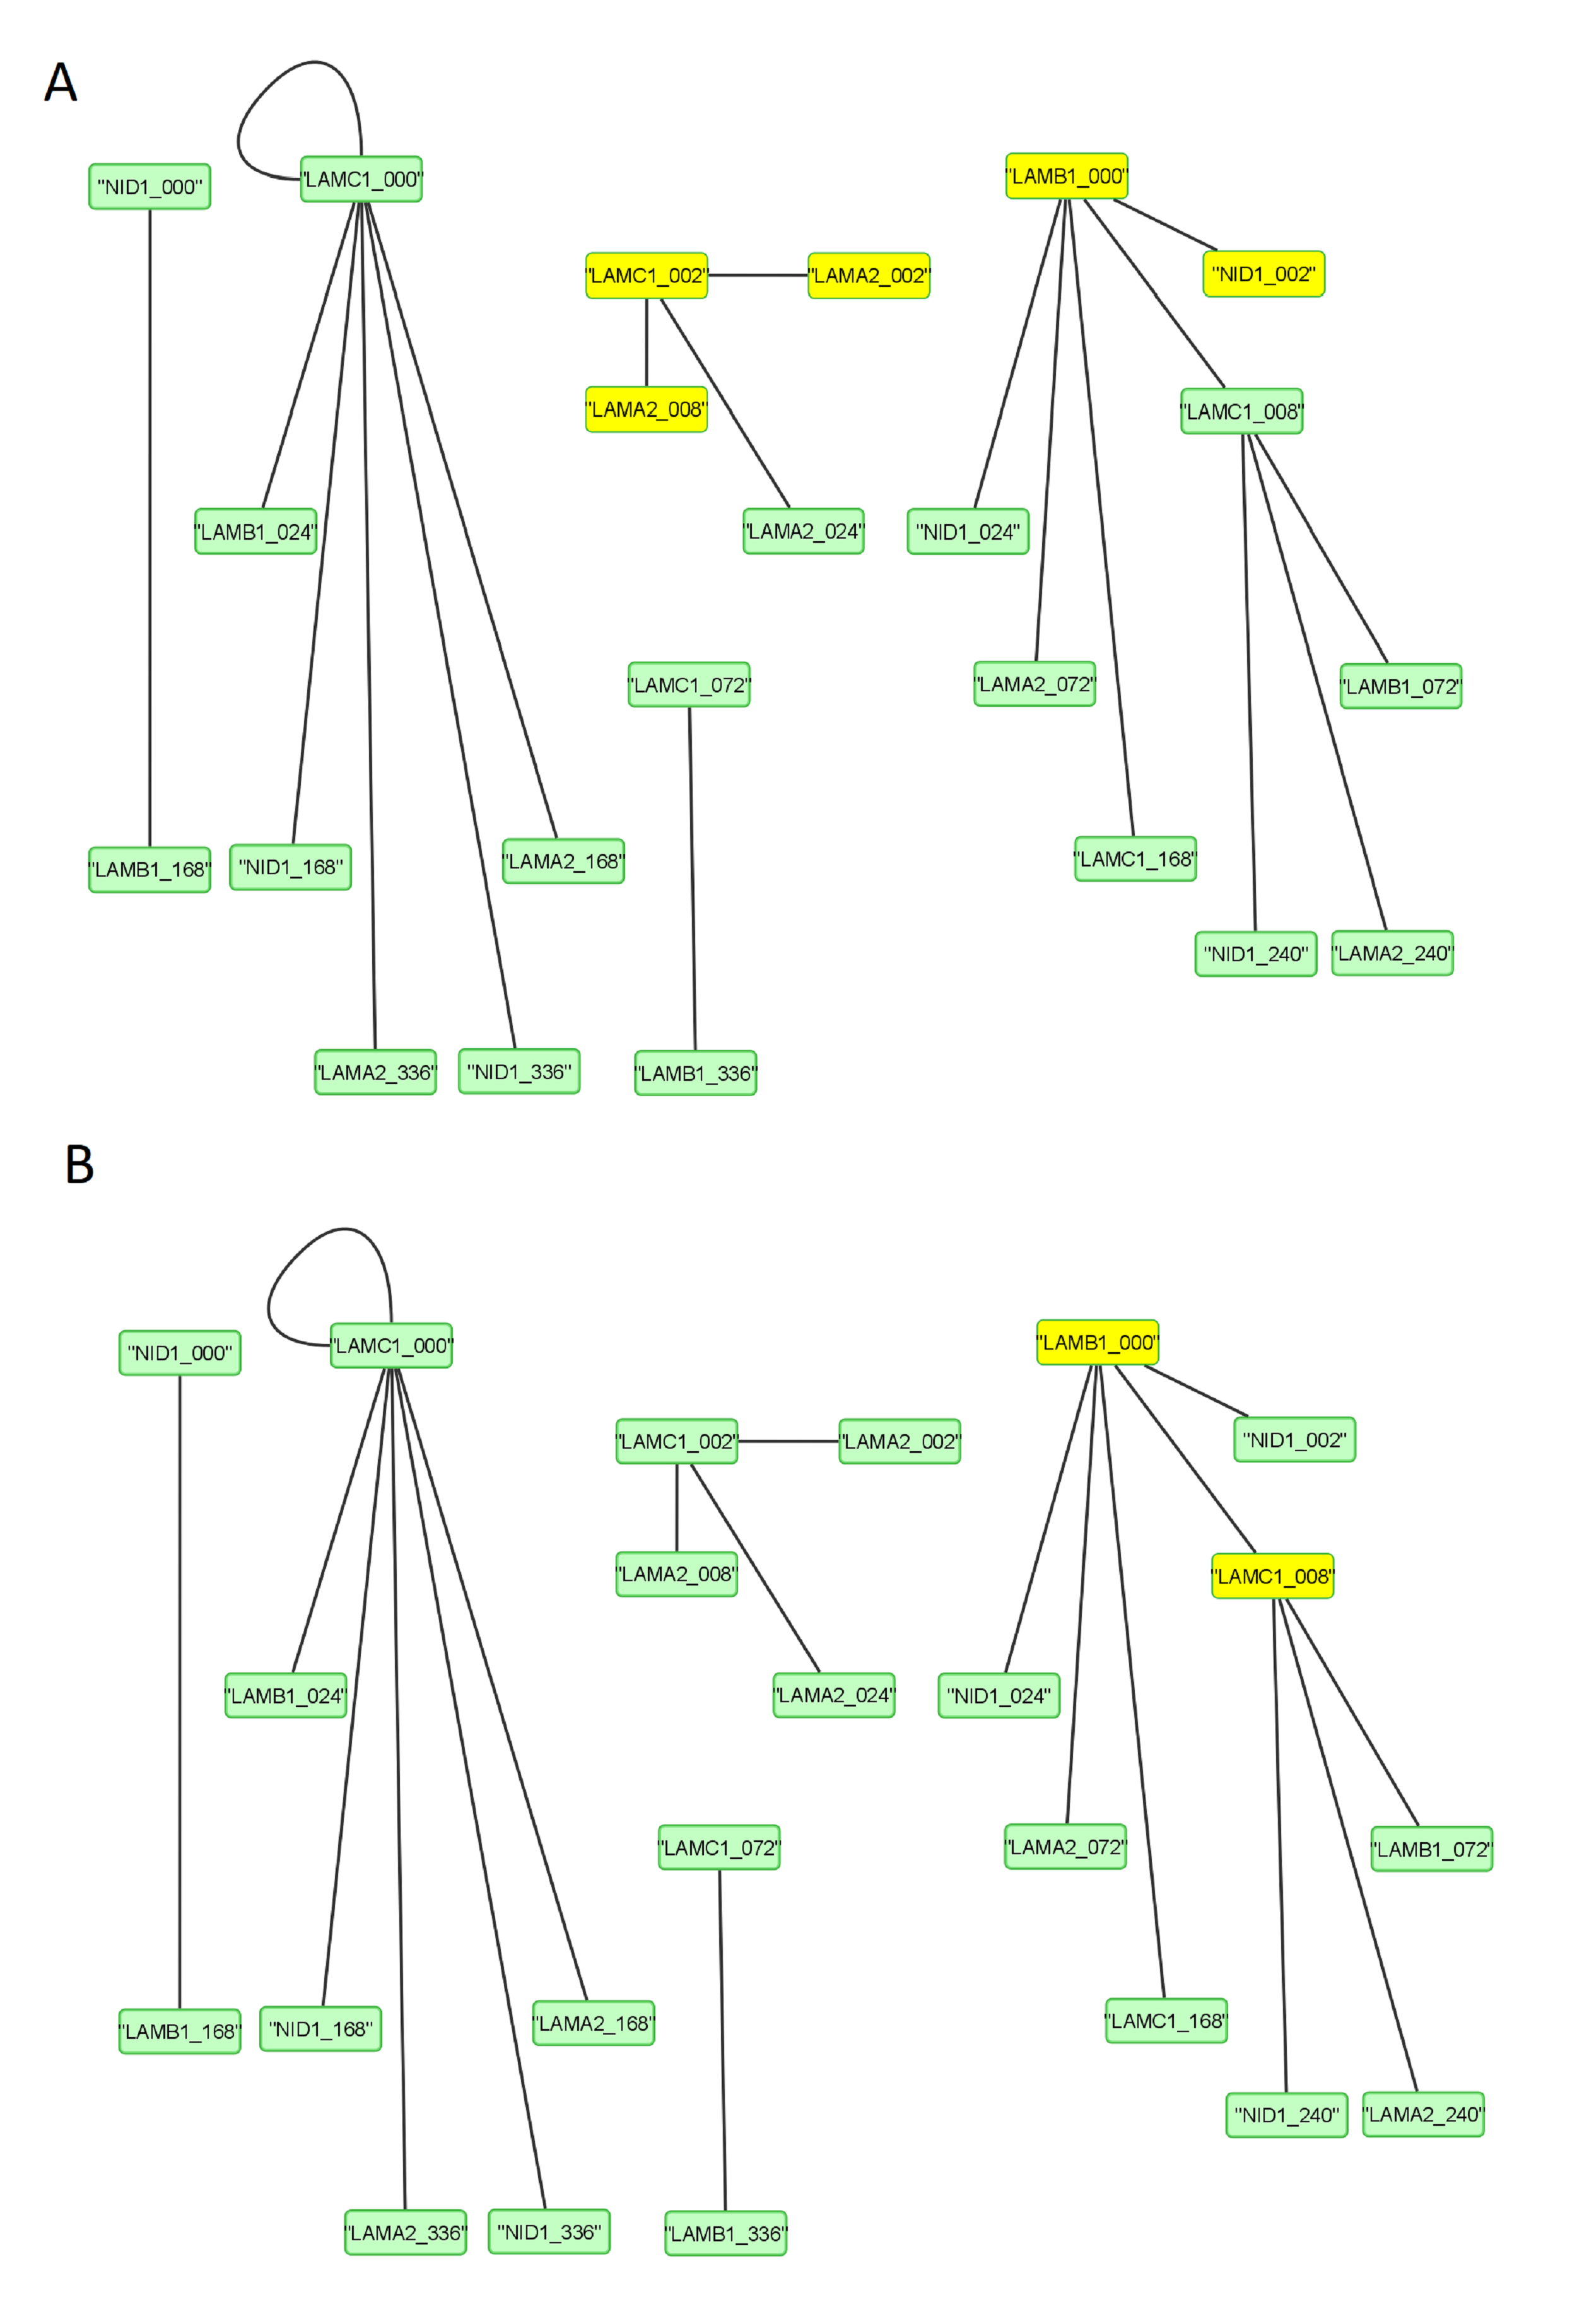 A
"NID1_000"
"LAMC1_000"
"LAMB1_000"
"LAMC1_002"
"LAMA2_002"
"NID1_002"
"LAMA2_008"
"LAMC1_008"
"LAMB1_024"
"LAMA2_024"
"NID1_024"
"LAMC1_072"
"LAMA2_072"
"LAMB1_072"
"LAMB1_168"
"NID1_168"
"LAMA2_168"
"LAMC1_168"
"NID1_240"
"LAMA2_240"
"LAMA2_336"
"NID1_336"
"LAMB1_336"
B
"NID1_000"
"LAMC1_000"
"LAMB1_000"
"LAMC1_002"
"LAMA2_002"
"NID1_002"
"LAMA2_008"
"LAMC1_008"
"LAMB1_024"
"LAMA2_024"
"NID1_024"
"LAMC1_072"
"LAMA2_072"
"LAMB1_072"
"LAMB1_168"
"NID1_168"
"LAMA2_168"
"LAMC1_168"
"NID1_240"
"LAMA2_240"
"LAMA2_336"
"NID1_336"
"LAMB1_336"